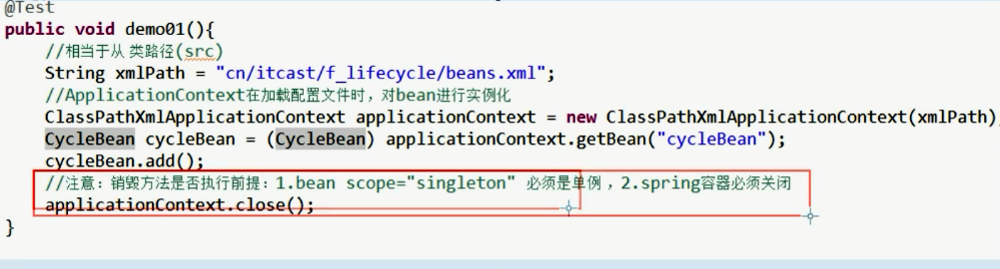 @Test
public void demo01(){
//相当于从 类路径(src)
String xmlPath = "cn/itcast/f_lifecycle/beans.xml";
//ApplicationContext在加载配置文件时，对bean进行实例化
ClassPathXmlApplicationContext applicationContext = new ClassPathXmlApplicationContext(xmlPath);
CycleBean cycleBean = (CycleBean) applicationContext.getBean("cycleBean");
cycleBean.add();
//注意：销毁方法是否执行前提：1.bean scope="singleton" 必须是单例 ，2.spring容器必须关闭
applicationContext.close();
}